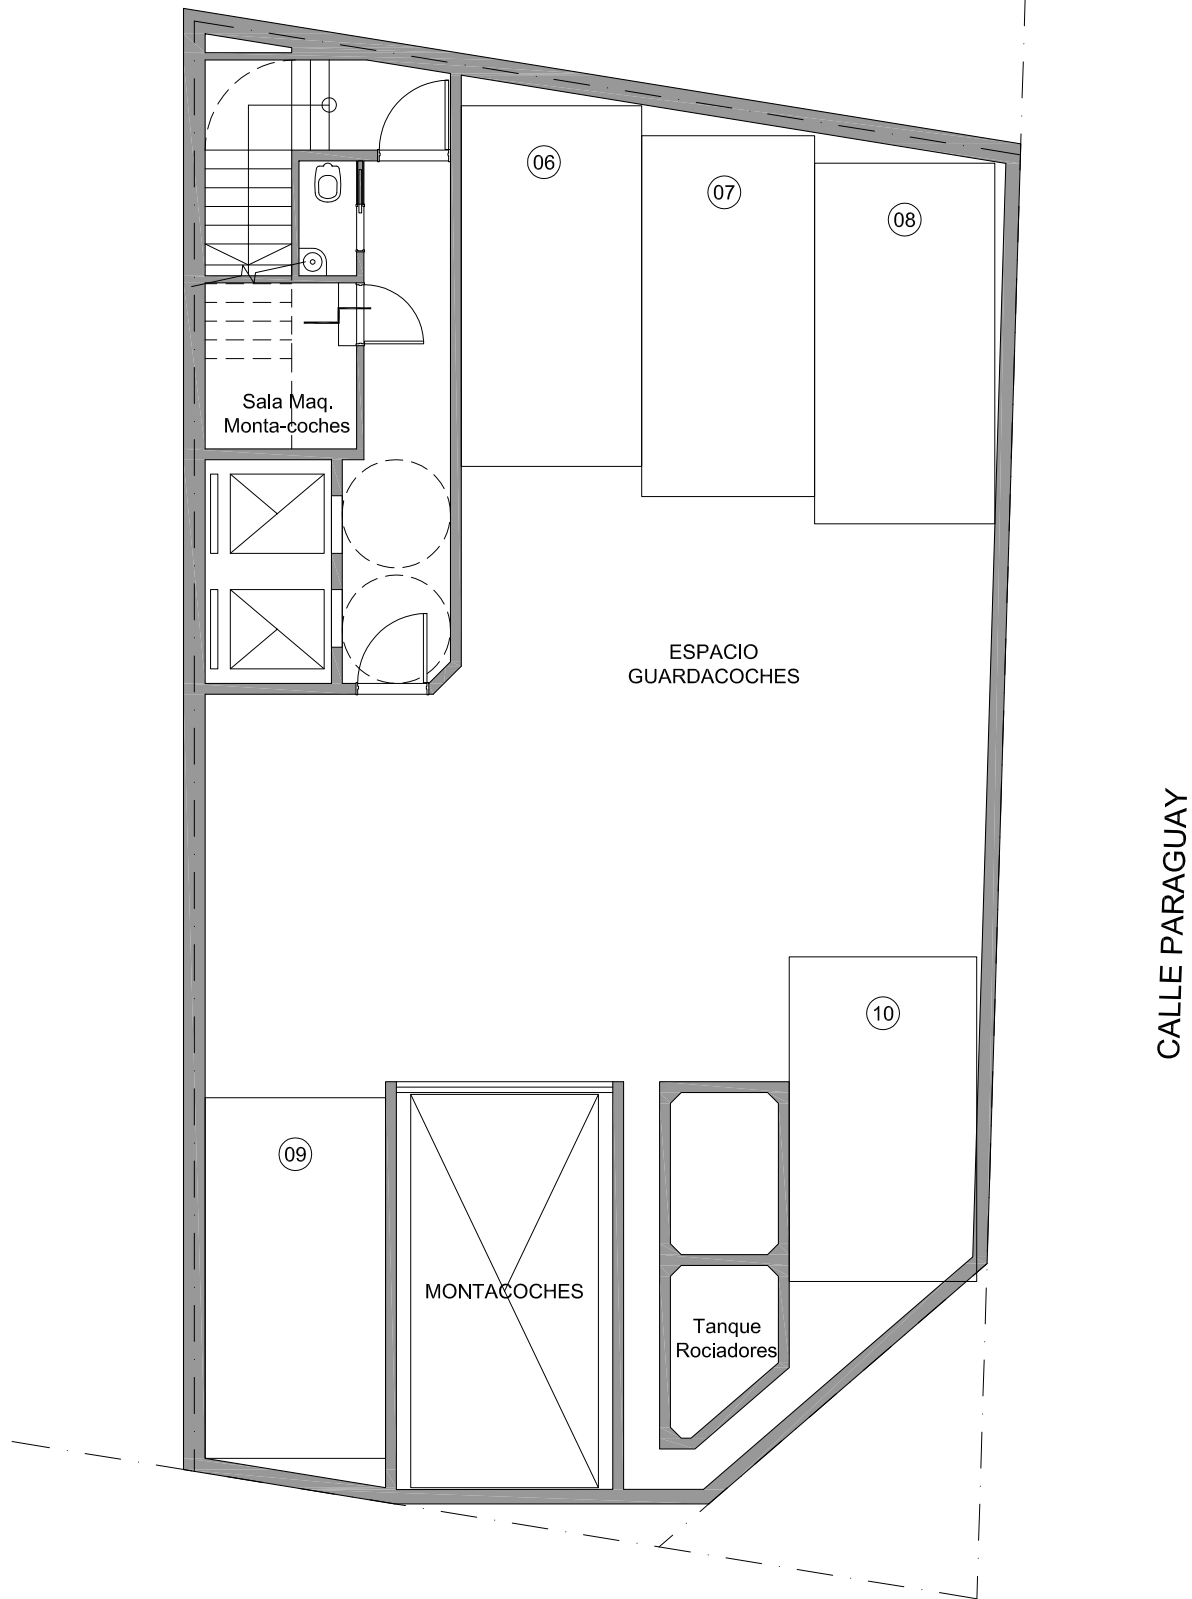 06
07
08
Sala Maq.
Monta-coches
ESPACIO
GUARDACOCHES
CALLE PARAGUAY
10
09
MONTACOCHES
Tanque
Rociadores